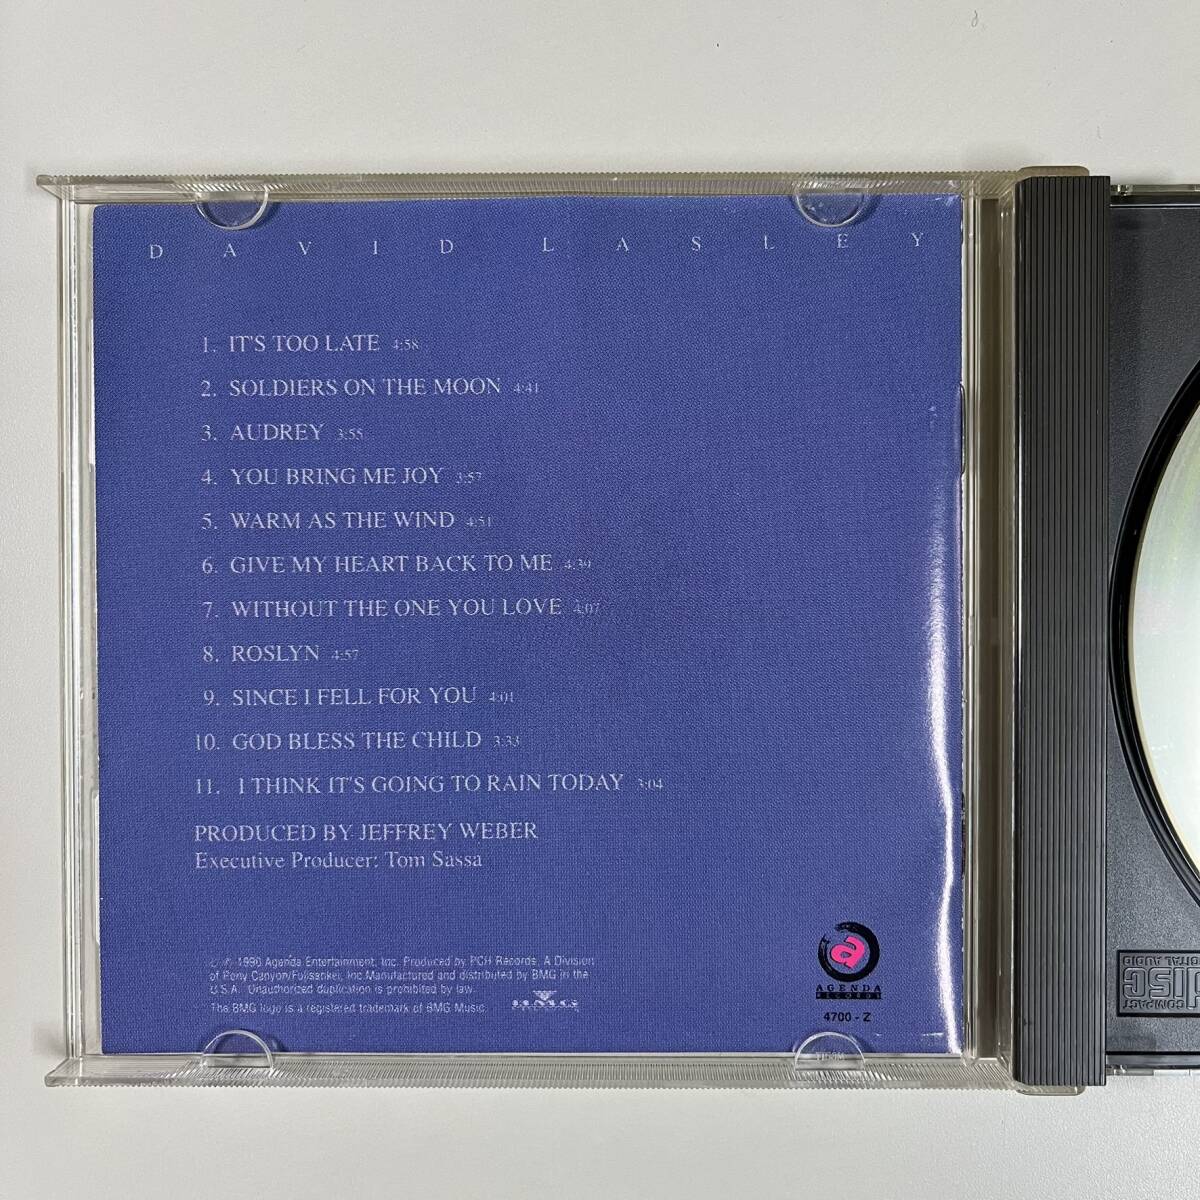 DAVID LASLEY
1. IT'S TOO LATE 4:58
2. SOLDIERS ON THE MOON 4:41
3. AUDREY 3:55
4. YOU BRING ME JOY 3:57
5. WARM AS THE WIND 4:51
6. GIVE MY HEART BACK TO ME 4:39
7. WITHOUT THE ONE YOU LOVE 4:07
8. ROSLYN 4:57
9. SINCE I FELL FOR YOU 4:01
10. GOD BLESS THE CHILD 3:33
11. I THINK IT'S GOING TO RAIN TODAY 3:04
PRODUCED BY JEFFREY WEBER
Executive Producer: Tom Sassa
1990 Agenda Entertainment, Inc. Produced by PCH Records, A Division
of Pony Canyon/Fujisankei, Inc. Manufactured and distributed by BMG in the
U.S.A. Unauthorized duplication is prohibited by law.
The BMG logo is a registered trademark of BMG Music.
BMG
a
AGENDA
RECORDS
4700 - Z
DISC
COMPACT
DIGITAL AUDIO